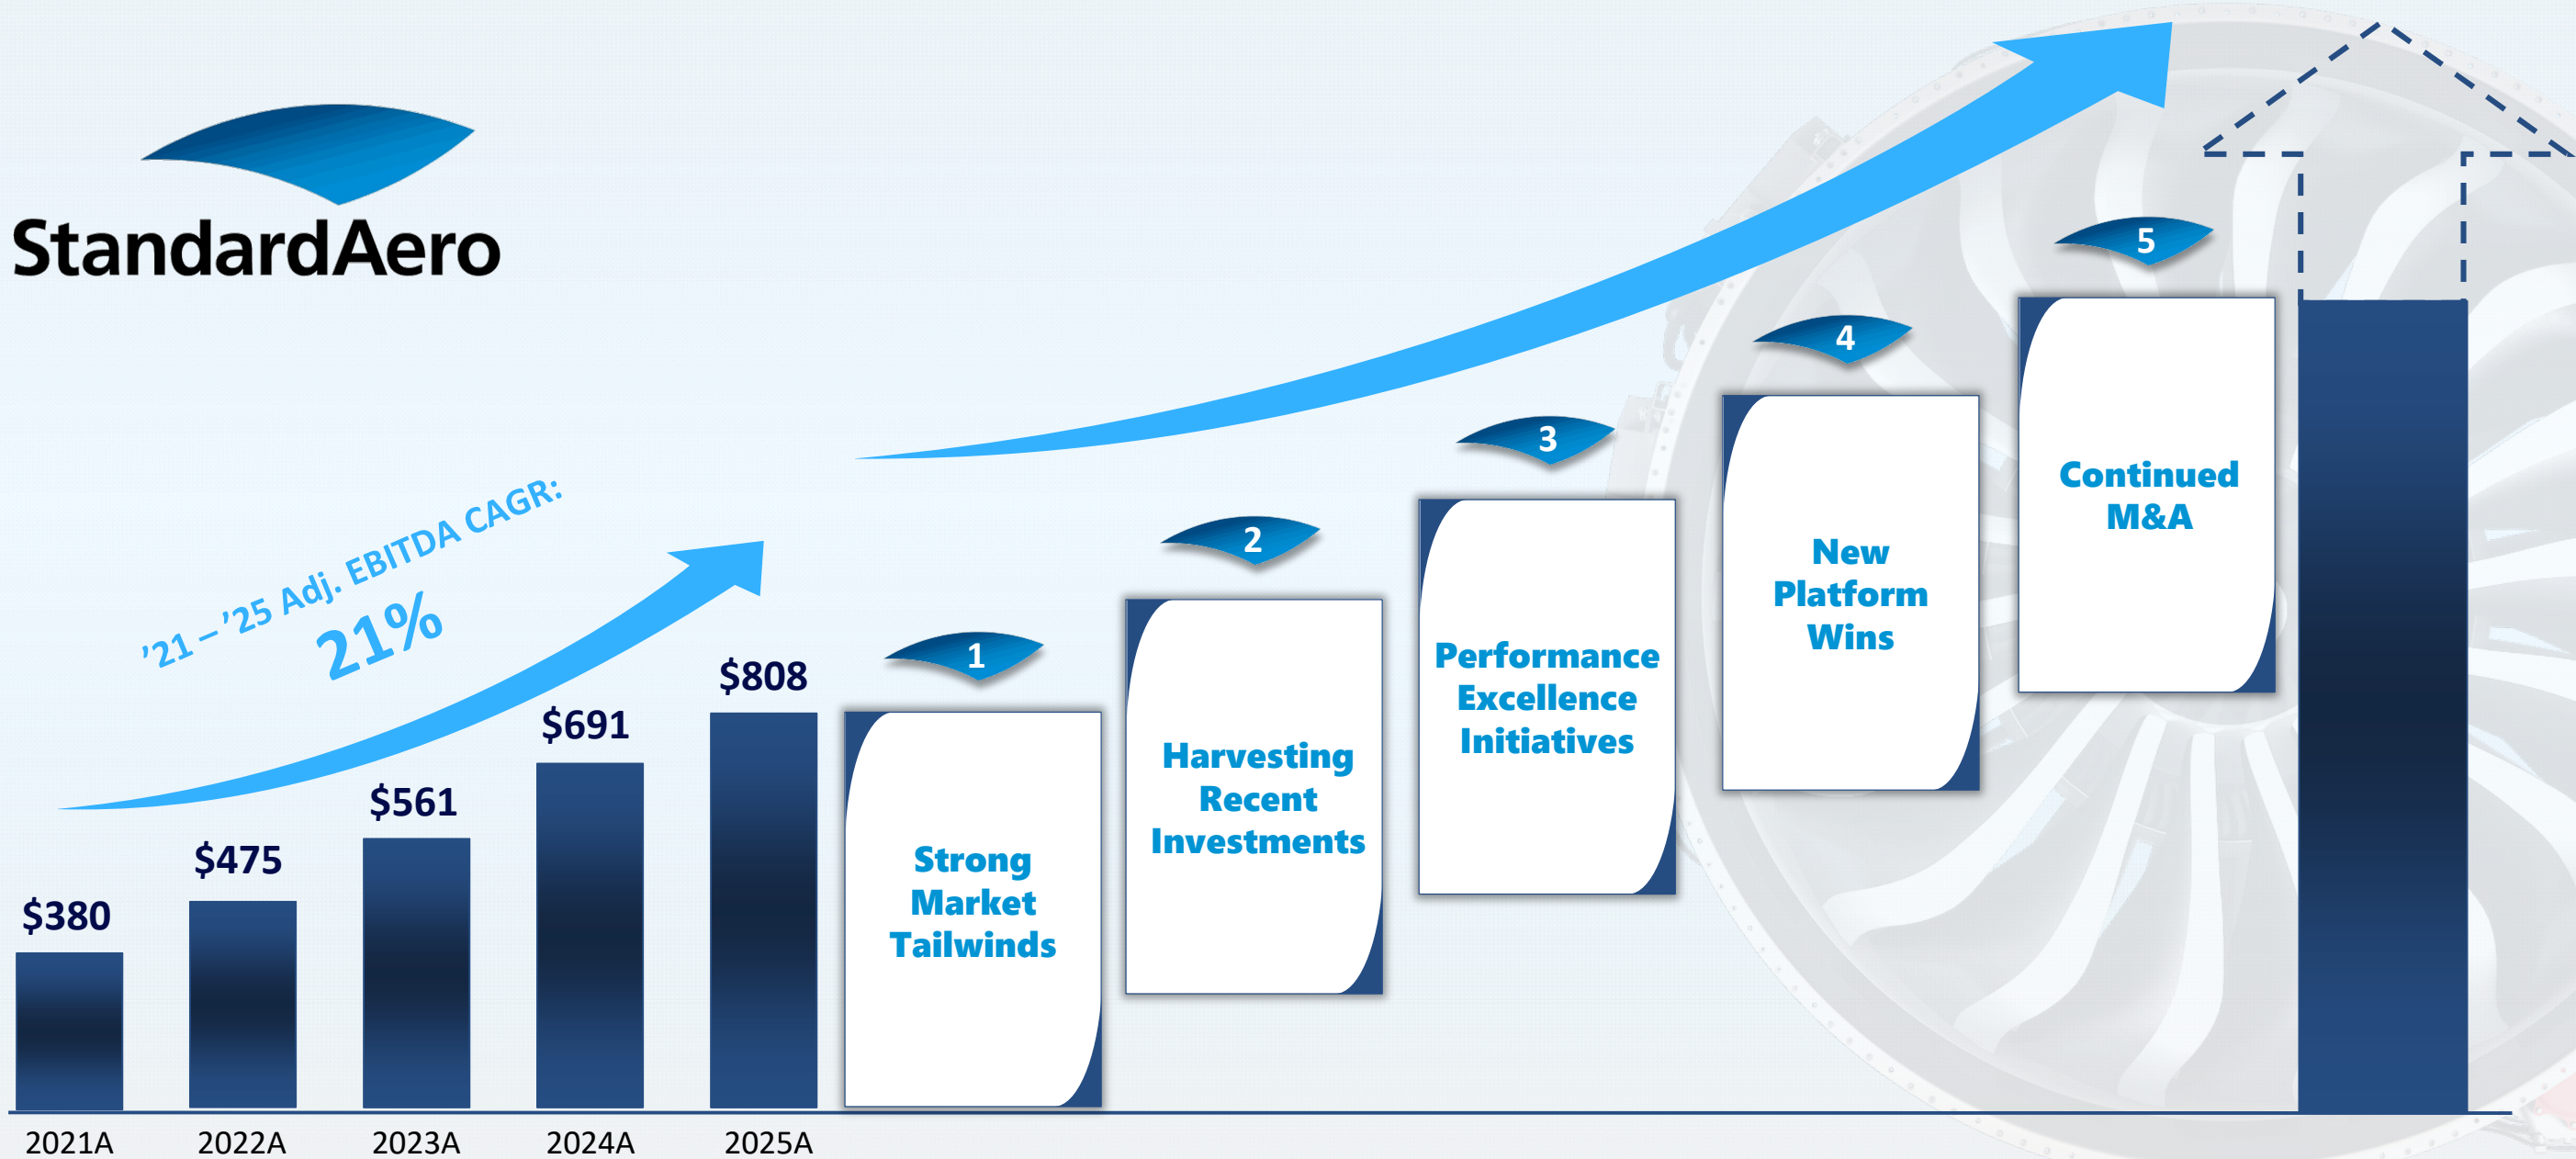 StandardAero
’21 – ’25 Adj. EBITDA CAGR:
21%
$380
$475
$561
$691
$808
2021A
2022A
2023A
2024A
2025A
1
Strong
Market
Tailwinds
2
Harvesting
Recent
Investments
3
Performance
Excellence
Initiatives
4
New
Platform
Wins
5
Continued
M&A